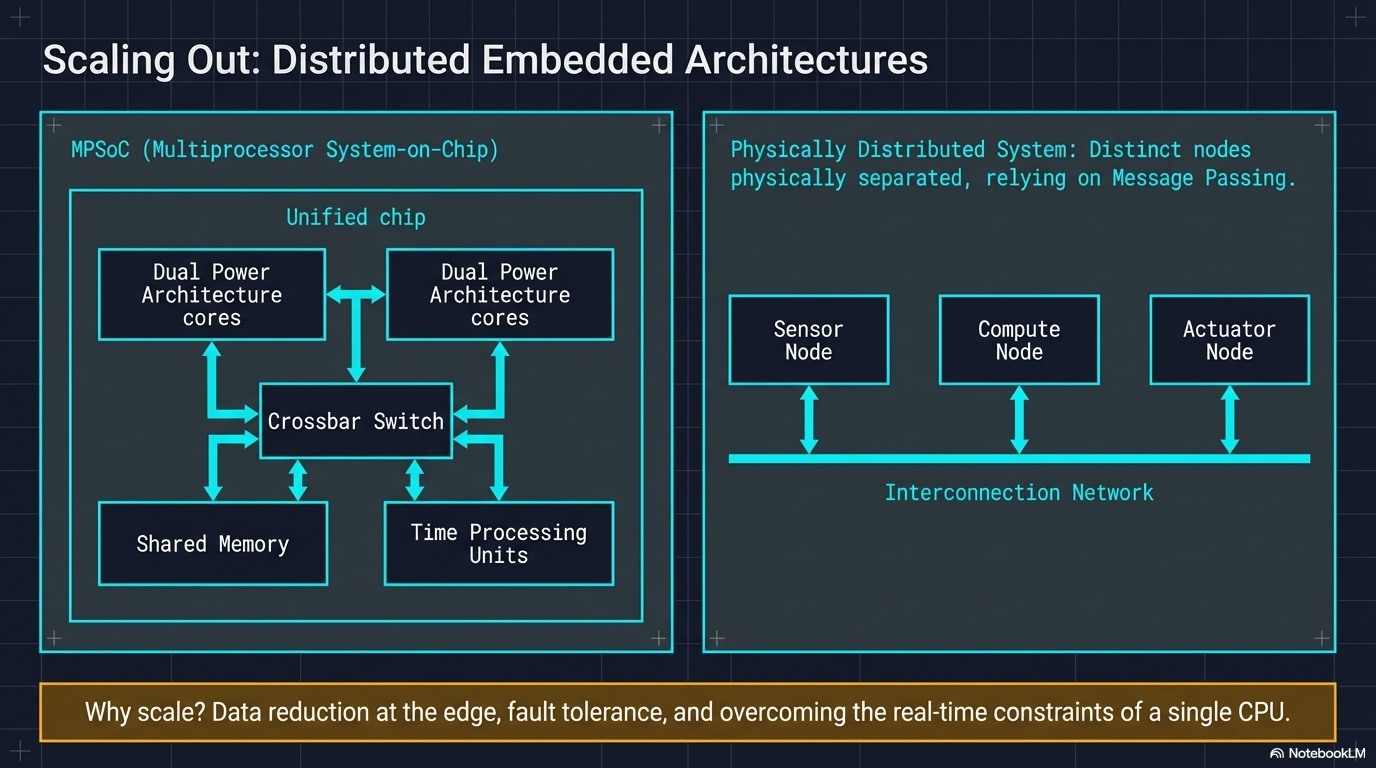 Scaling Out: Distributed Embedded Architectures
MPSoC (Multiprocessor System-on-Chip)
Unified chip
Dual Power
Architecture
cores
Dual Power
Architecture
cores
Crossbar Switch
Shared Memory
Time Processing
Units
Physically Distributed System: Distinct nodes
physically separated, relying on Message Passing.
Sensor
Node
Compute
Node
Actuator
Node
Interconnection Network
Why scale? Data reduction at the edge, fault tolerance, and overcoming the real-time constraints of a single CPU.
NotebookLM